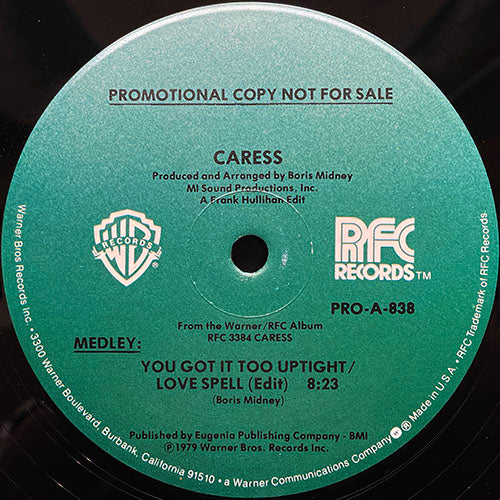 PROMOTIONAL COPY NOT FOR SALE
CARESS
Produced and Arranged by Boris Midney
MI Sound Productions, Inc.
A Frank Hullihan Edit
WB
RECORDS
RFC
RECORDS™
PRO-A-838
From the Warner/RFC Album
RFC 3384 CARESS
MEDLEY:
YOU GOT IT TOO UPTIGHT/
LOVE SPELL (Edit) 8:23
(Boris Midney)
Published by Eugenia Publishing Company - BMI
℗ 1979 Warner Bros. Records Inc.
Warner Bros Records Inc. • 3300 Warner Boulevard, Burbank, California 91510 • a Warner Communications Company ® Made in U.S.A. • RFC Trademark of RFC Records